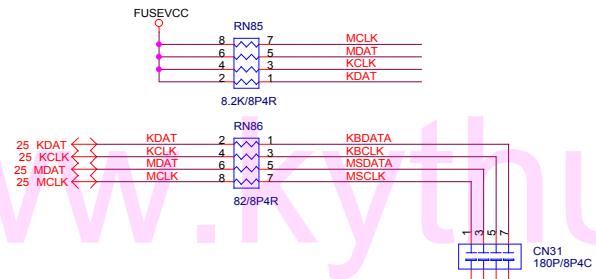 FUSEVCC
RN85
8 7 MCLK
6 5 MDAT
4 3 KCLK
2 1 KDAT
8.2K/8P4R
RN86
25 KDAT KDAT 2 1 KBDATA
25 KCLK KCLK 4 3 KBCLK
25 MDAT MDAT 6 5 MSDATA
25 MCLK MCLK 8 7 MSCLK
82/8P4R
1 3 5 7
CN31
180P/8P4C
w.kythu